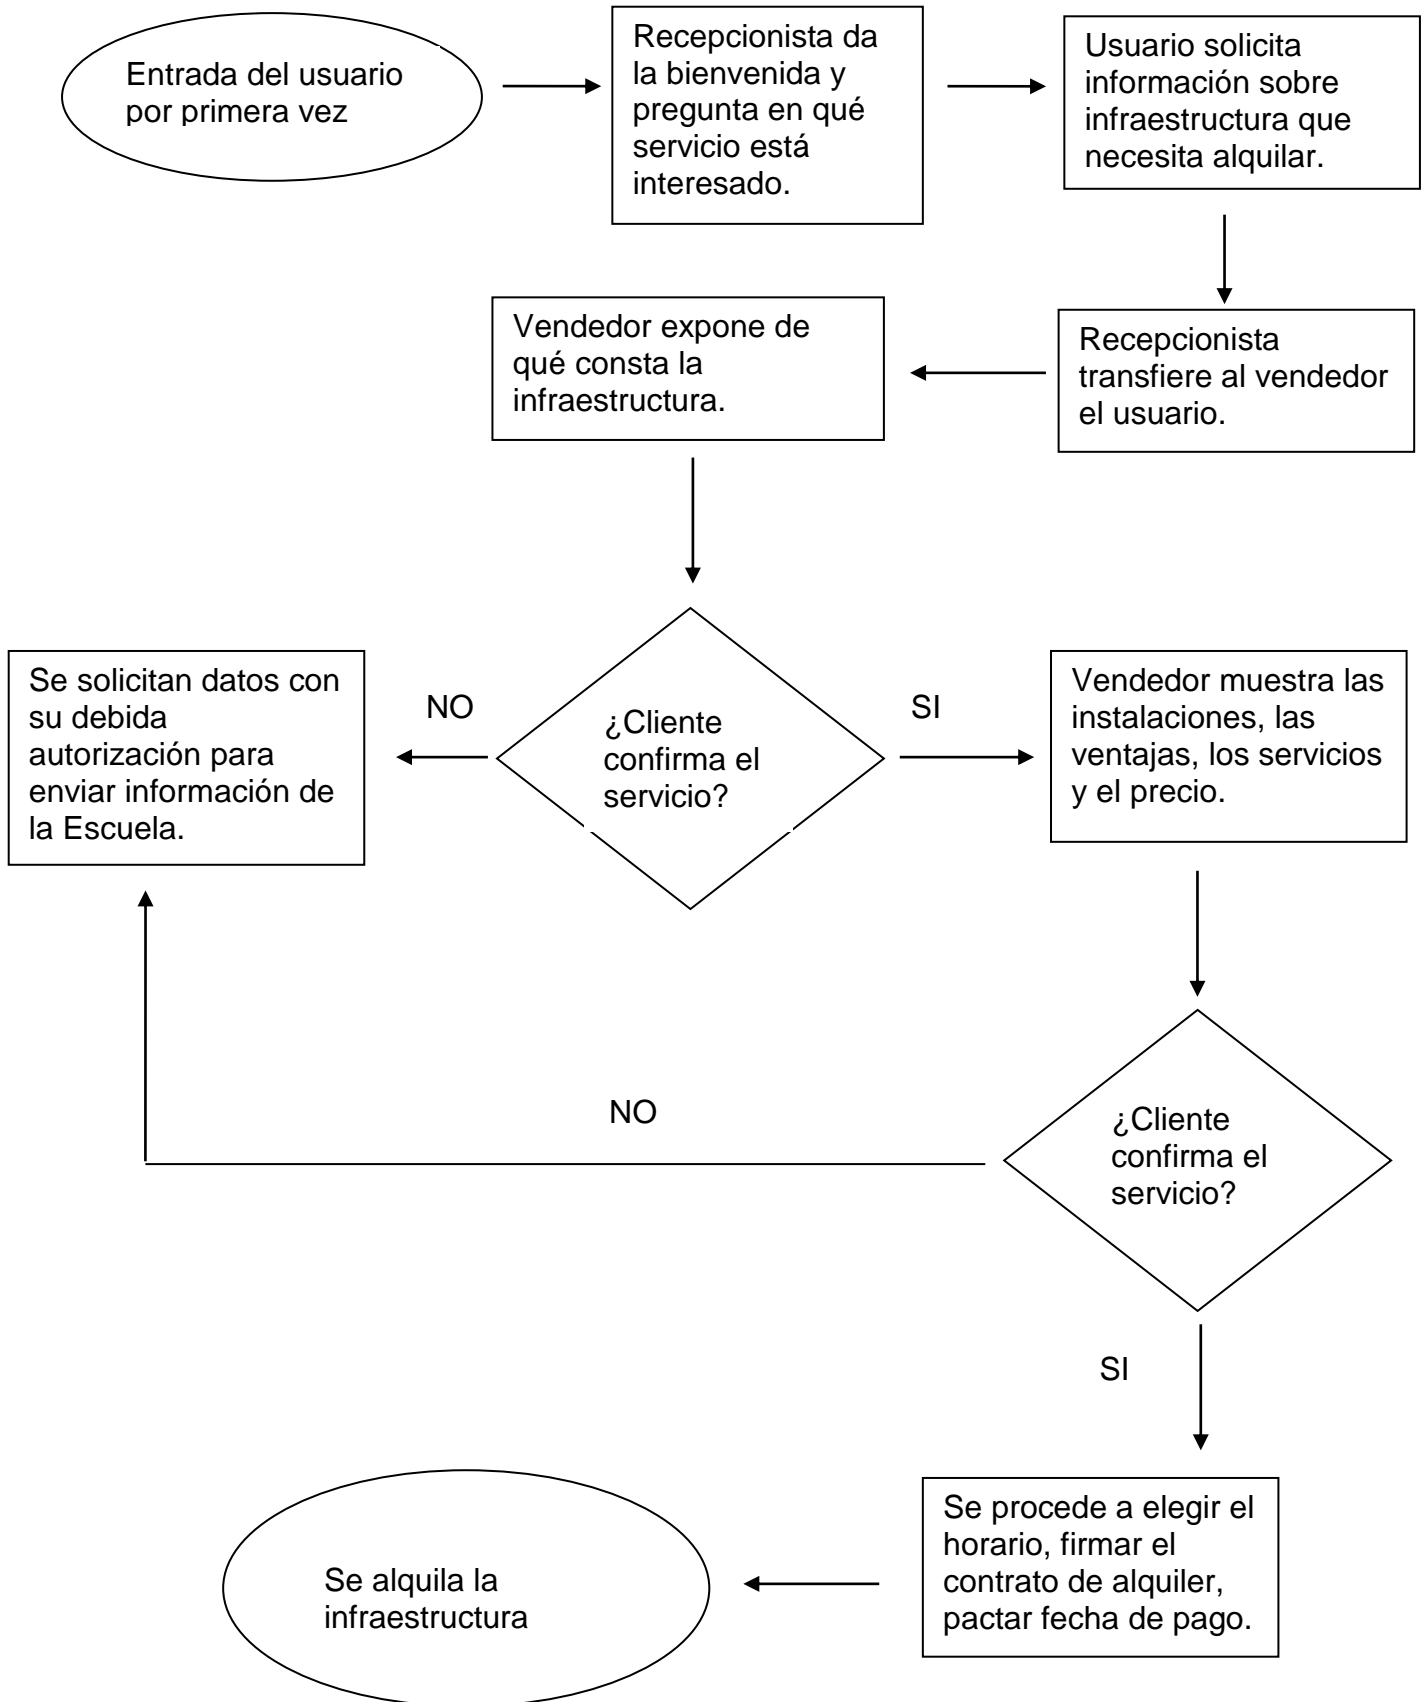 Entrada del usuario
por primera vez
Recepcionista da
la bienvenida y
pregunta en qué
servicio está
interesado.
Usuario solicita
información sobre
infraestructura que
necesita alquilar.
Recepcionista
transfiere al vendedor
el usuario.
Vendedor expone de
qué consta la
infraestructura.
¿Cliente
confirma el
servicio?
NO
Se solicitan datos con
su debida
autorización para
enviar información de
la Escuela.
SI
Vendedor muestra las
instalaciones, las
ventajas, los servicios
y el precio.
¿Cliente
confirma el
servicio?
NO
SI
Se procede a elegir el
horario, firmar el
contrato de alquiler,
pactar fecha de pago.
Se alquila la
infraestructura